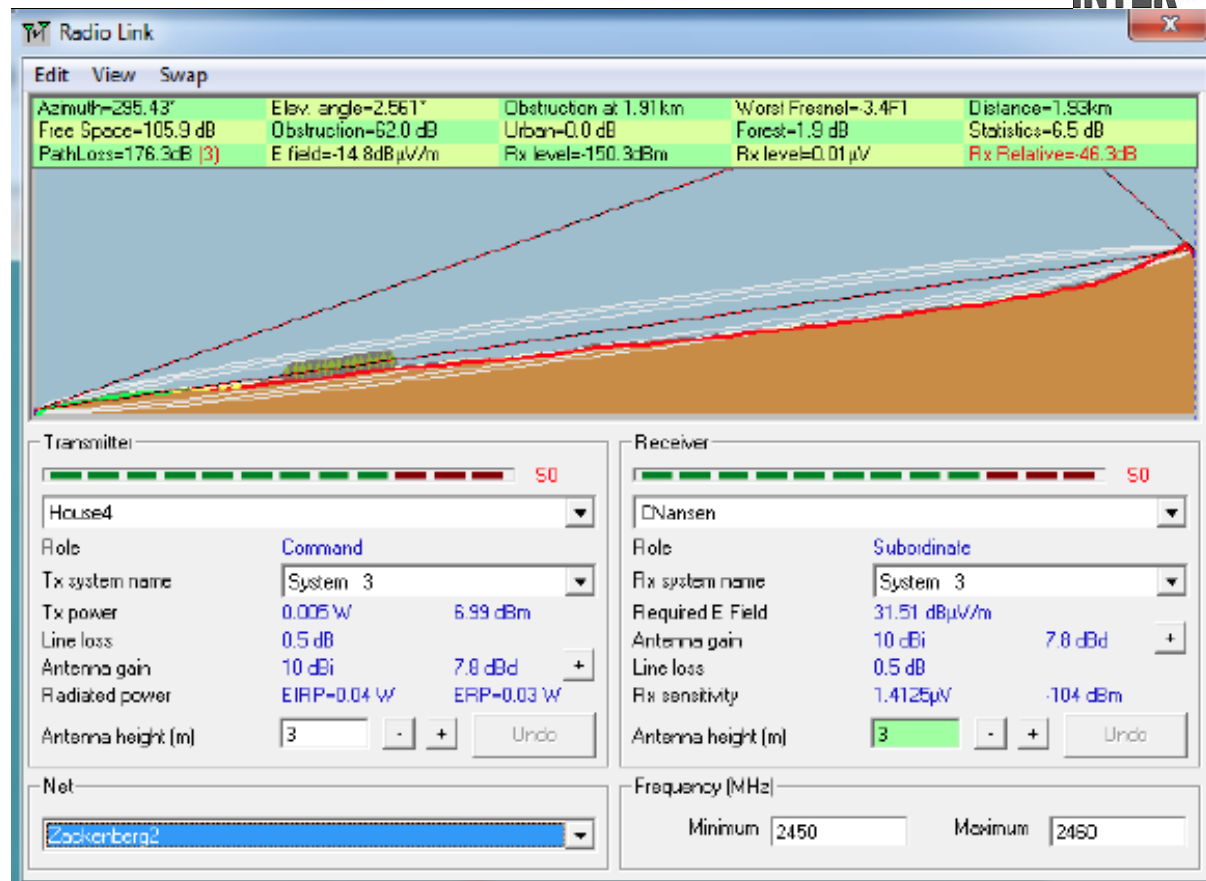 Radio Link
Edit View Swap
Azimuth=295.43° Elev. angle=2.561° Obstruction at 1.91km Worst Fresnel=-3.4F1 Distance=1.93km
Free Space=105.9 dB Obstruction=62.0 dB Urban=0.0 dB Forest=1.9 dB Statistics=6.5 dB
PathLoss=176.3dB (3) E field=-14.8dBµV/m Rx level=-150.3dBm Rx level=0.01µV Rx Relative=-46.3dB
Transmitter
S0
House4
Role Command
Tx system name System 3
Tx power 0.005 W 6.99 dBm
Line loss 0.5 dB
Antenna gain 10 dBi 7.8 dBd +
Radiated power EIRP=0.04 W ERP=0.03 W
Antenna height (m) 3 - + Undo
Net
Zackenberg2
Receiver
S0
Role Subordinate
Rx system name System 3
Required E Field 31.51 dBµV/m
Antenna gain 10 dBi 7.8 dBd +
Line loss 0.5 dB
Rx sensitivity 1.4125µV -104 dBm
Antenna height (m) 3 - + Undo
Frequency (MHz)
Minimum 2450 Maximum 2460